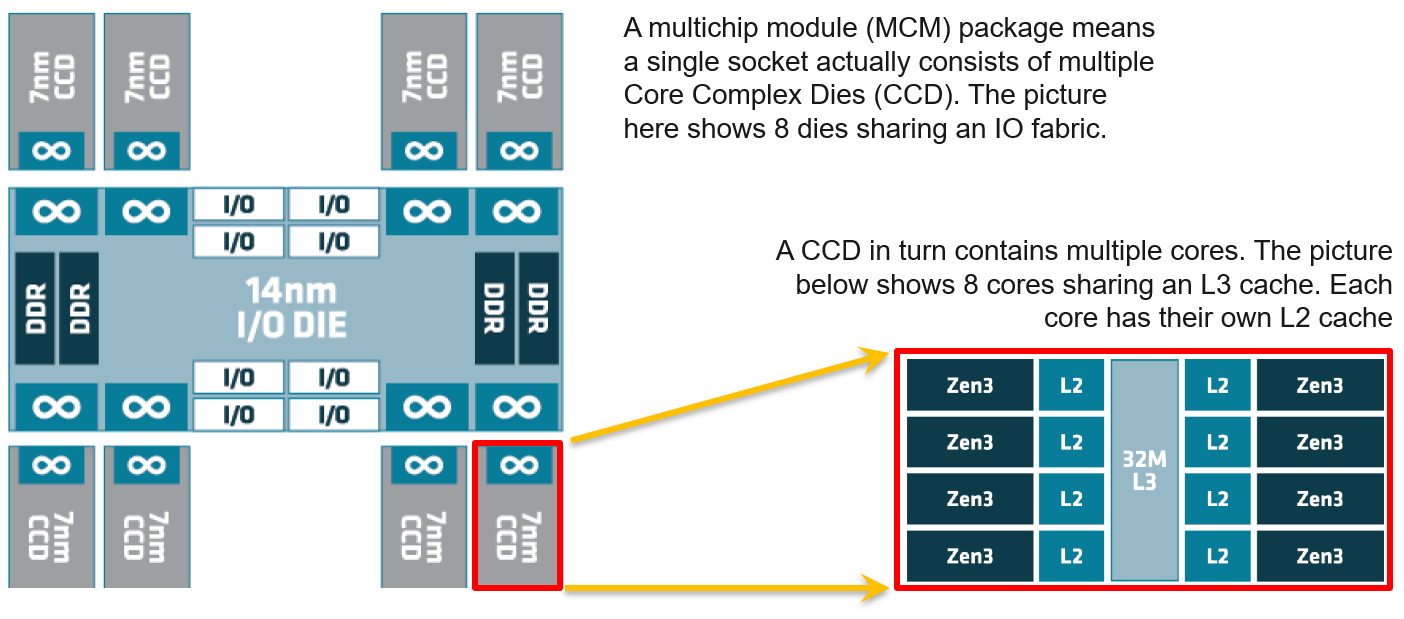 7nm
CCD
7nm
CCD
7nm
CCD
7nm
CCD
A multichip module (MCM) package means
a single socket actually consists of multiple
Core Complex Dies (CCD). The picture
here shows 8 dies sharing an IO fabric.
∞ ∞ ∞ ∞
∞ ∞ I/O I/O ∞ ∞
I/O I/O
DDR DDR
14nm
I/O DIE
DDR DDR
I/O I/O
∞ ∞ I/O I/O ∞ ∞
∞ ∞ ∞ ∞
7nm
CCD
7nm
CCD
7nm
CCD
7nm
CCD
A CCD in turn contains multiple cores. The picture
below shows 8 cores sharing an L3 cache. Each
core has their own L2 cache
Zen3 L2 L2 Zen3
Zen3 L2 L2 Zen3
32M
L3
Zen3 L2 L2 Zen3
Zen3 L2 L2 Zen3